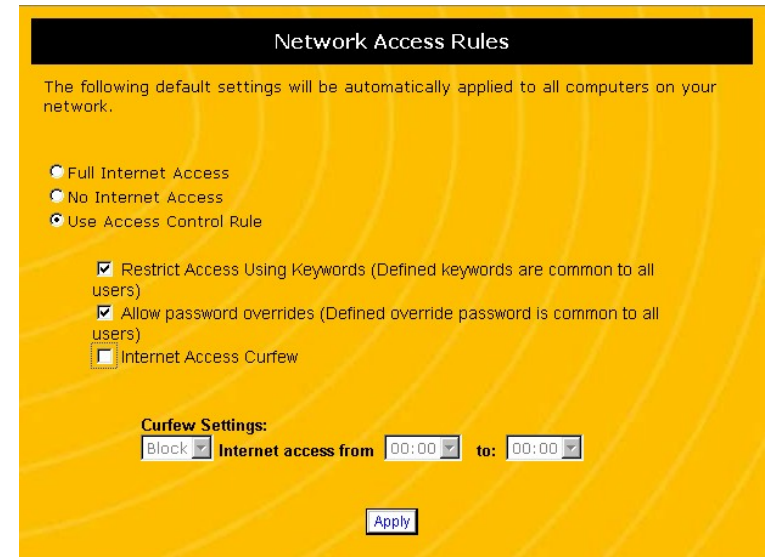 Network Access Rules
The following default settings will be automatically applied to all computers on your
network.
Full Internet Access
No Internet Access
Use Access Control Rule
Restrict Access Using Keywords (Defined keywords are common to all
users)
Allow password overrides (Defined override password is common to all
users)
Internet Access Curfew
Curfew Settings:
Block Internet access from 00:00 to: 00:00
Apply